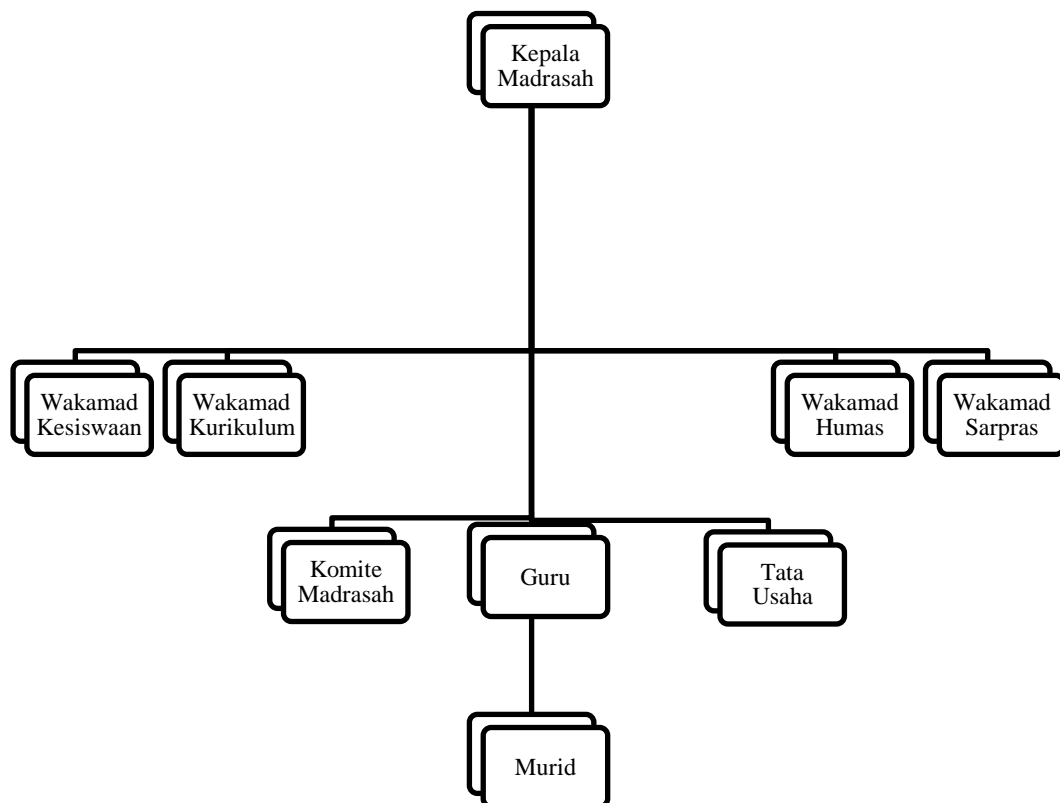 Kepala
Madrasah
Wakamad
Kesiswaan
Wakamad
Kurikulum
Wakamad
Humas
Wakamad
Sarpras
Komite
Madrasah
Guru
Tata
Usaha
Murid